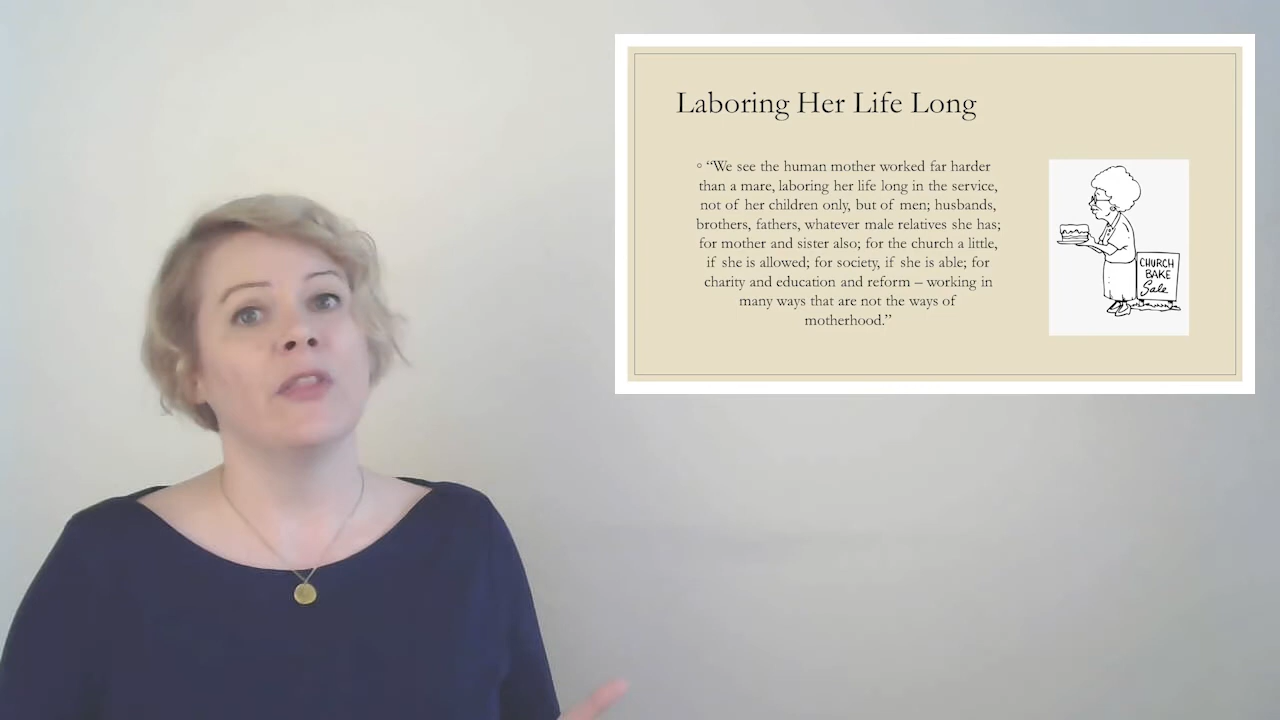 Laboring Her Life Long
◦ “We see the human mother worked far harder
than a mare, laboring her life long in the service,
not of her children only, but of men; husbands,
brothers, fathers, whatever male relatives she has;
for mother and sister also; for the church a little,
if she is allowed; for society, if she is able; for
charity and education and reform – working in
many ways that are not the ways of
motherhood.”
CHURCH
BAKE
Sale